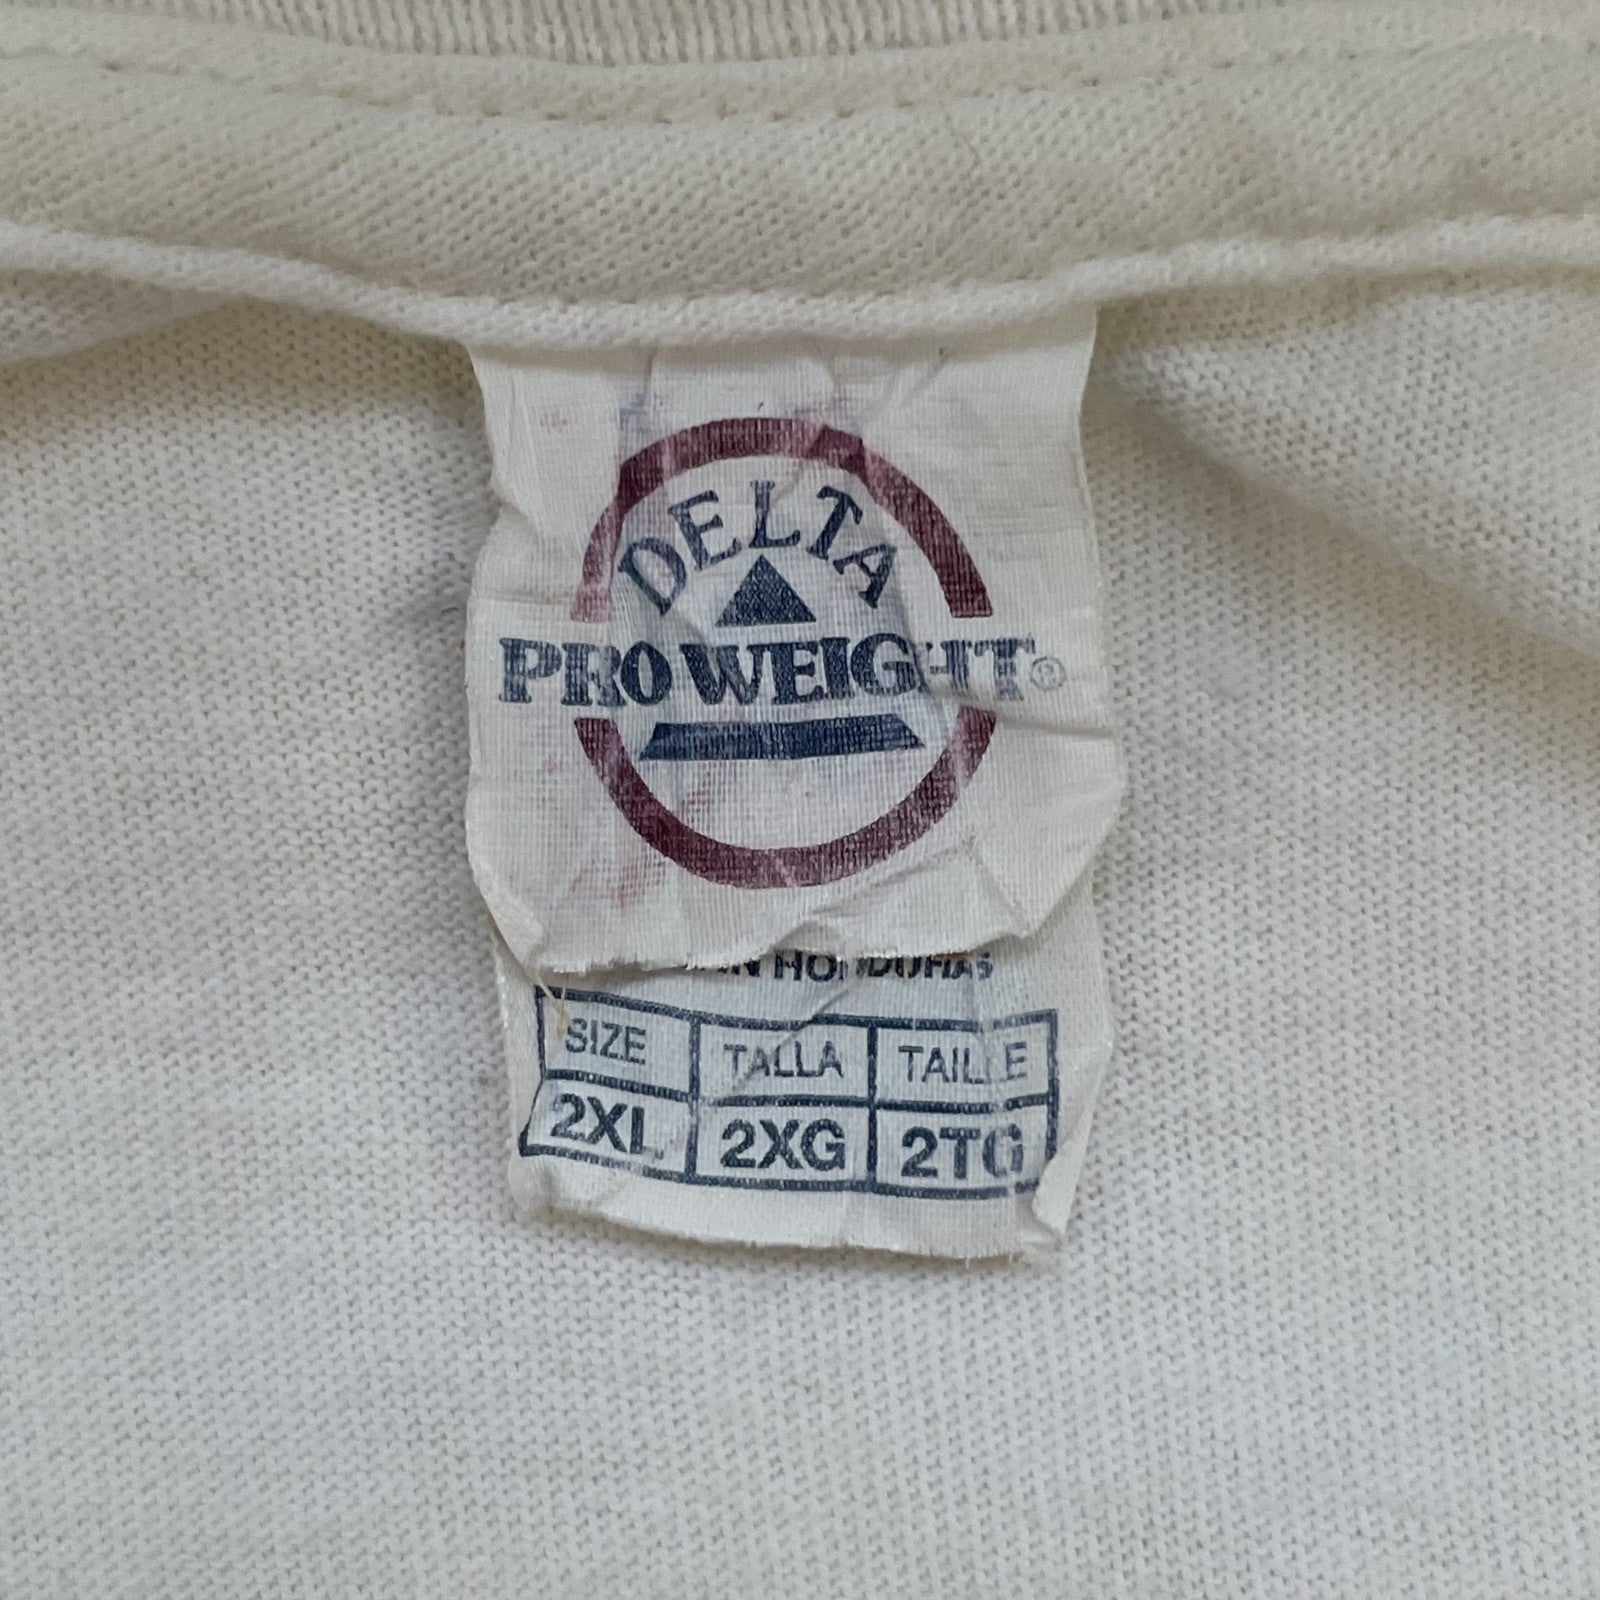 DELTA
PRO WEIGHT®
IN HONDURAS
SIZE TALLA TAILLE
2XL 2XG 2TG